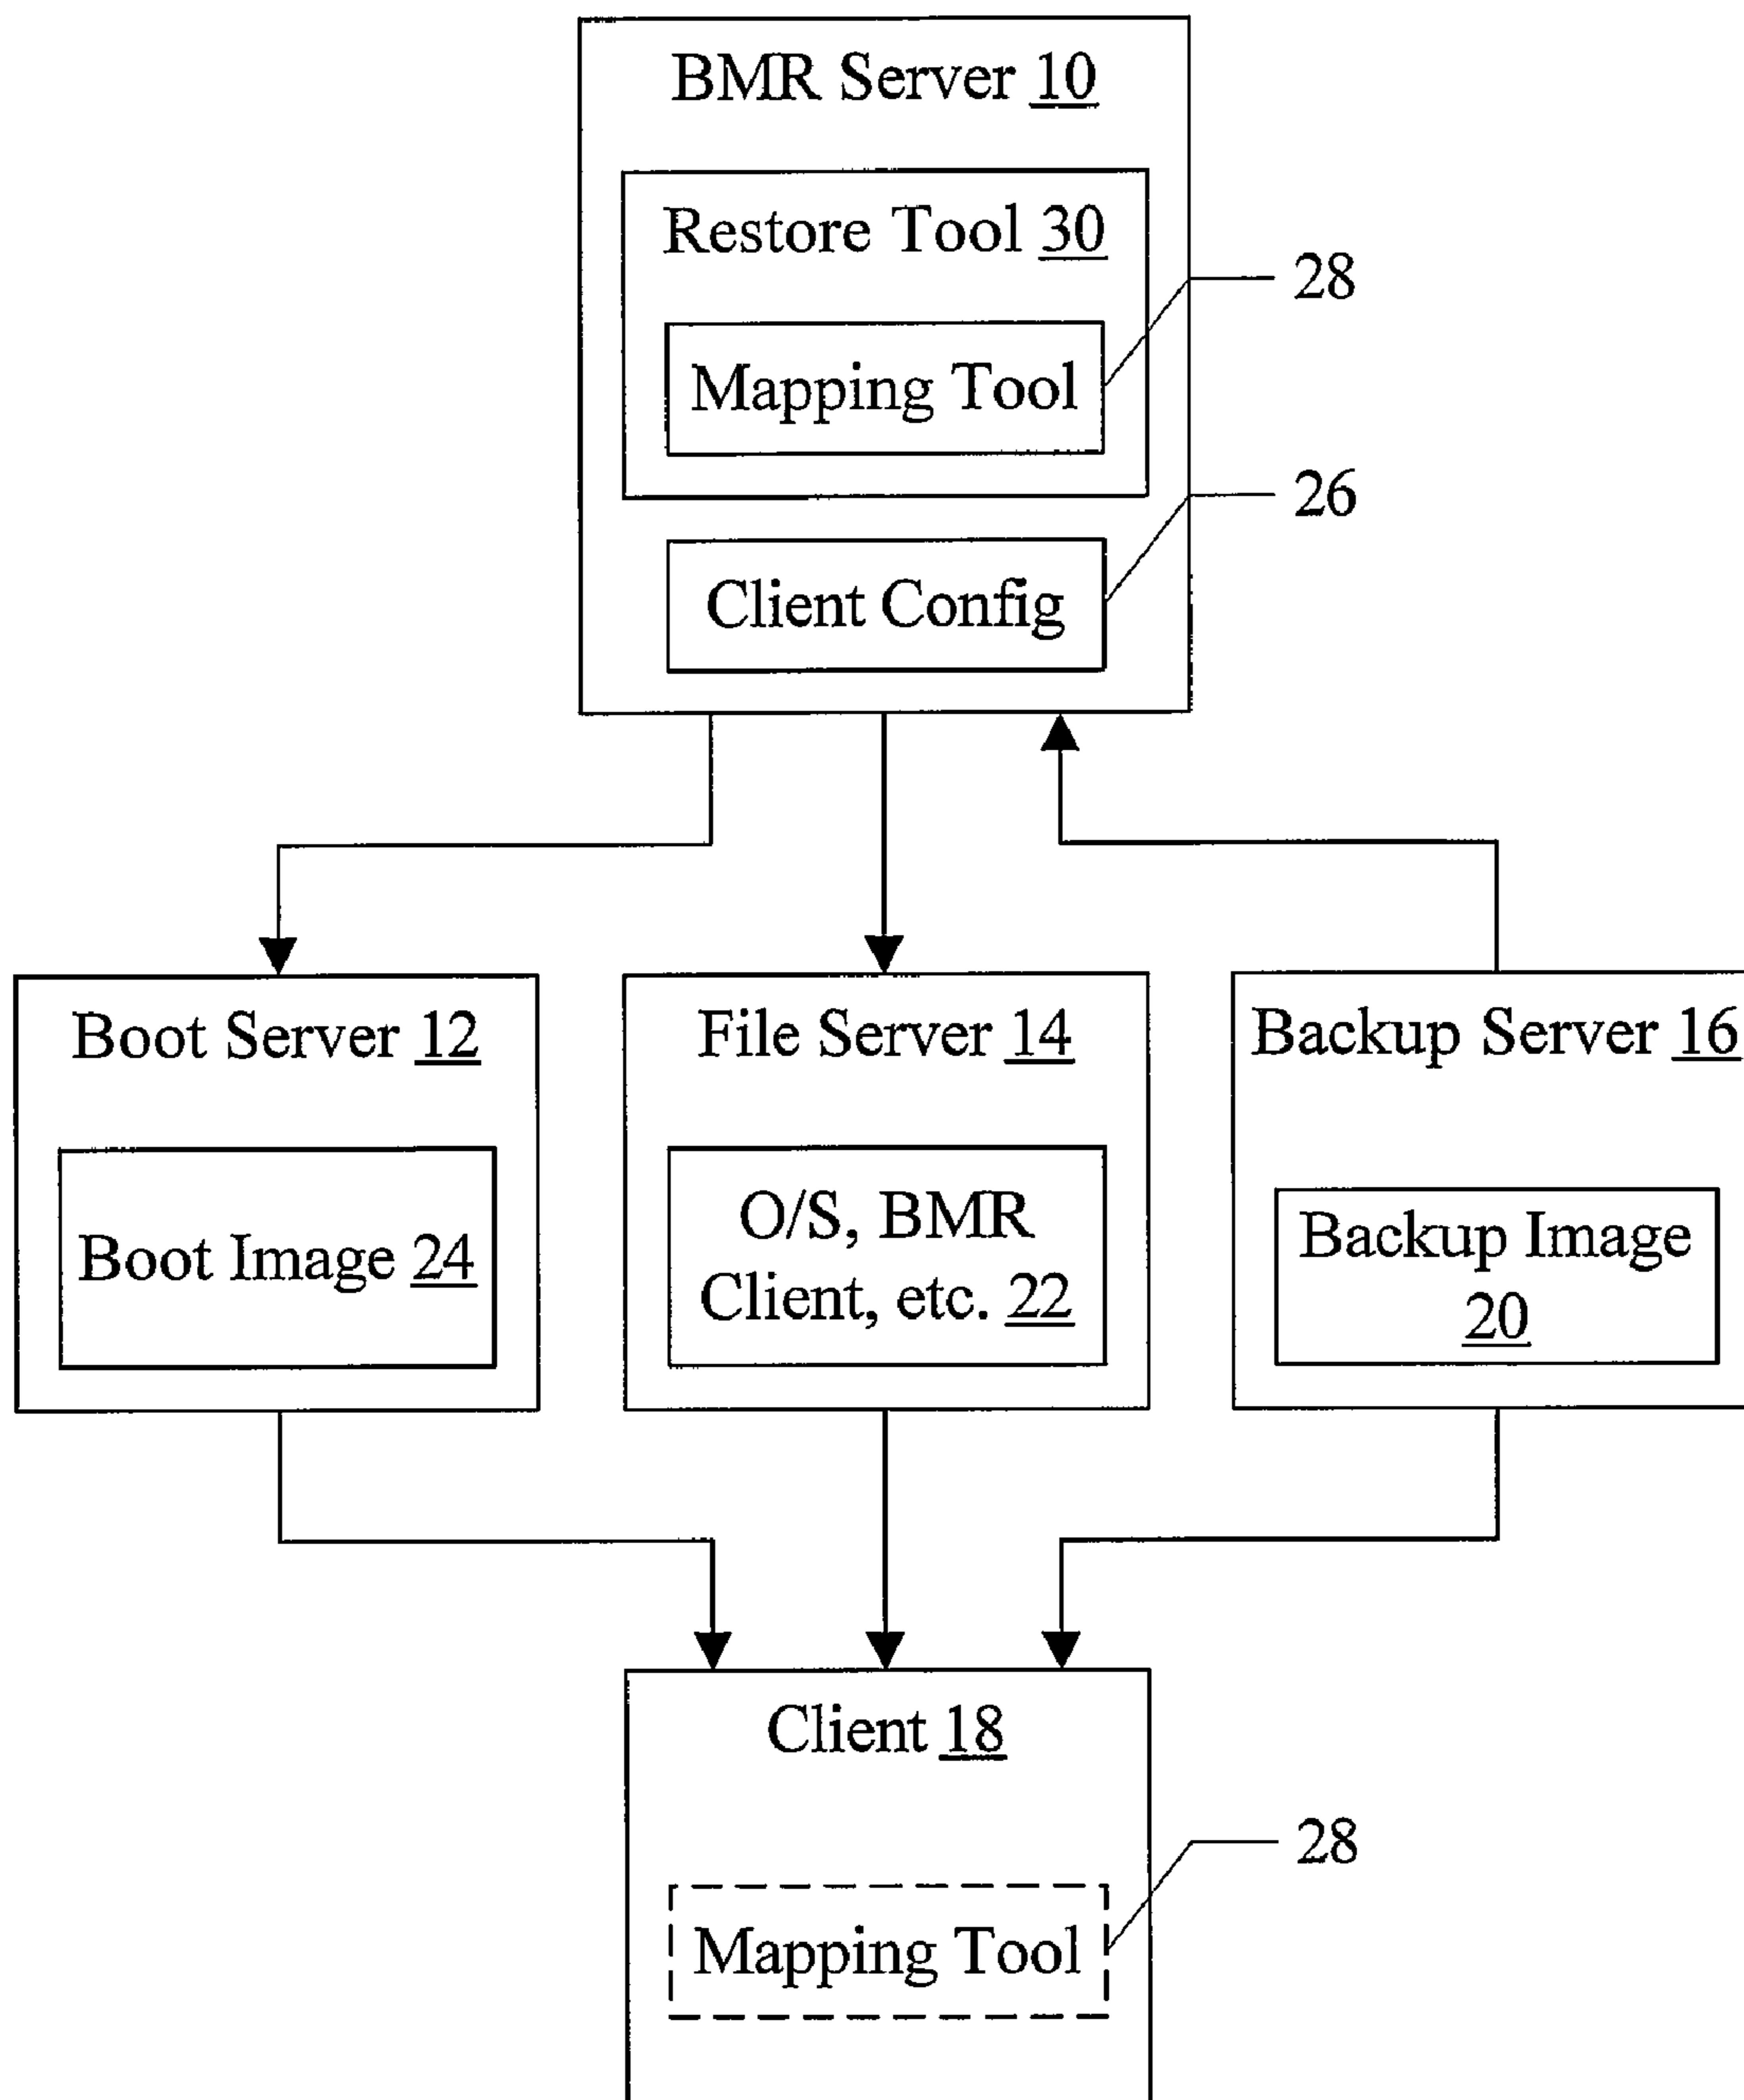 BMR Server 10
Restore Tool 30
28
Mapping Tool
26
Client Config
Boot Server 12
File Server 14
Backup Server 16
Boot Image 24
O/S, BMR
Client, etc. 22
Backup Image
20
Client 18
28
Mapping Tool